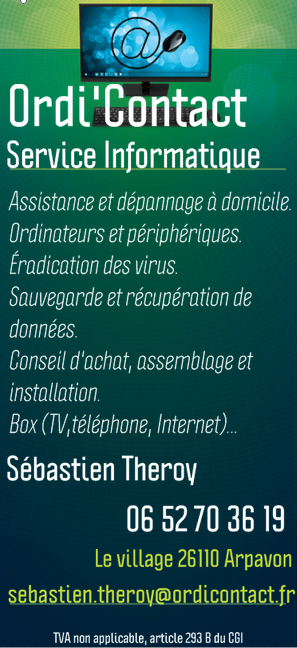 @
Ordi'Contact
Service Informatique
Assistance et dépannage à domicile.
Ordinateurs et périphériques.
Éradication des virus.
Sauvegarde et récupération de
données.
Conseil d'achat, assemblage et
installation.
Box (TV,téléphone, Internet)...
Sébastien Theroy
06 52 70 36 19
Le village 26110 Arpavon
sebastien.theroy@ordicontact.fr
TVA non applicable, article 293 B du CGI